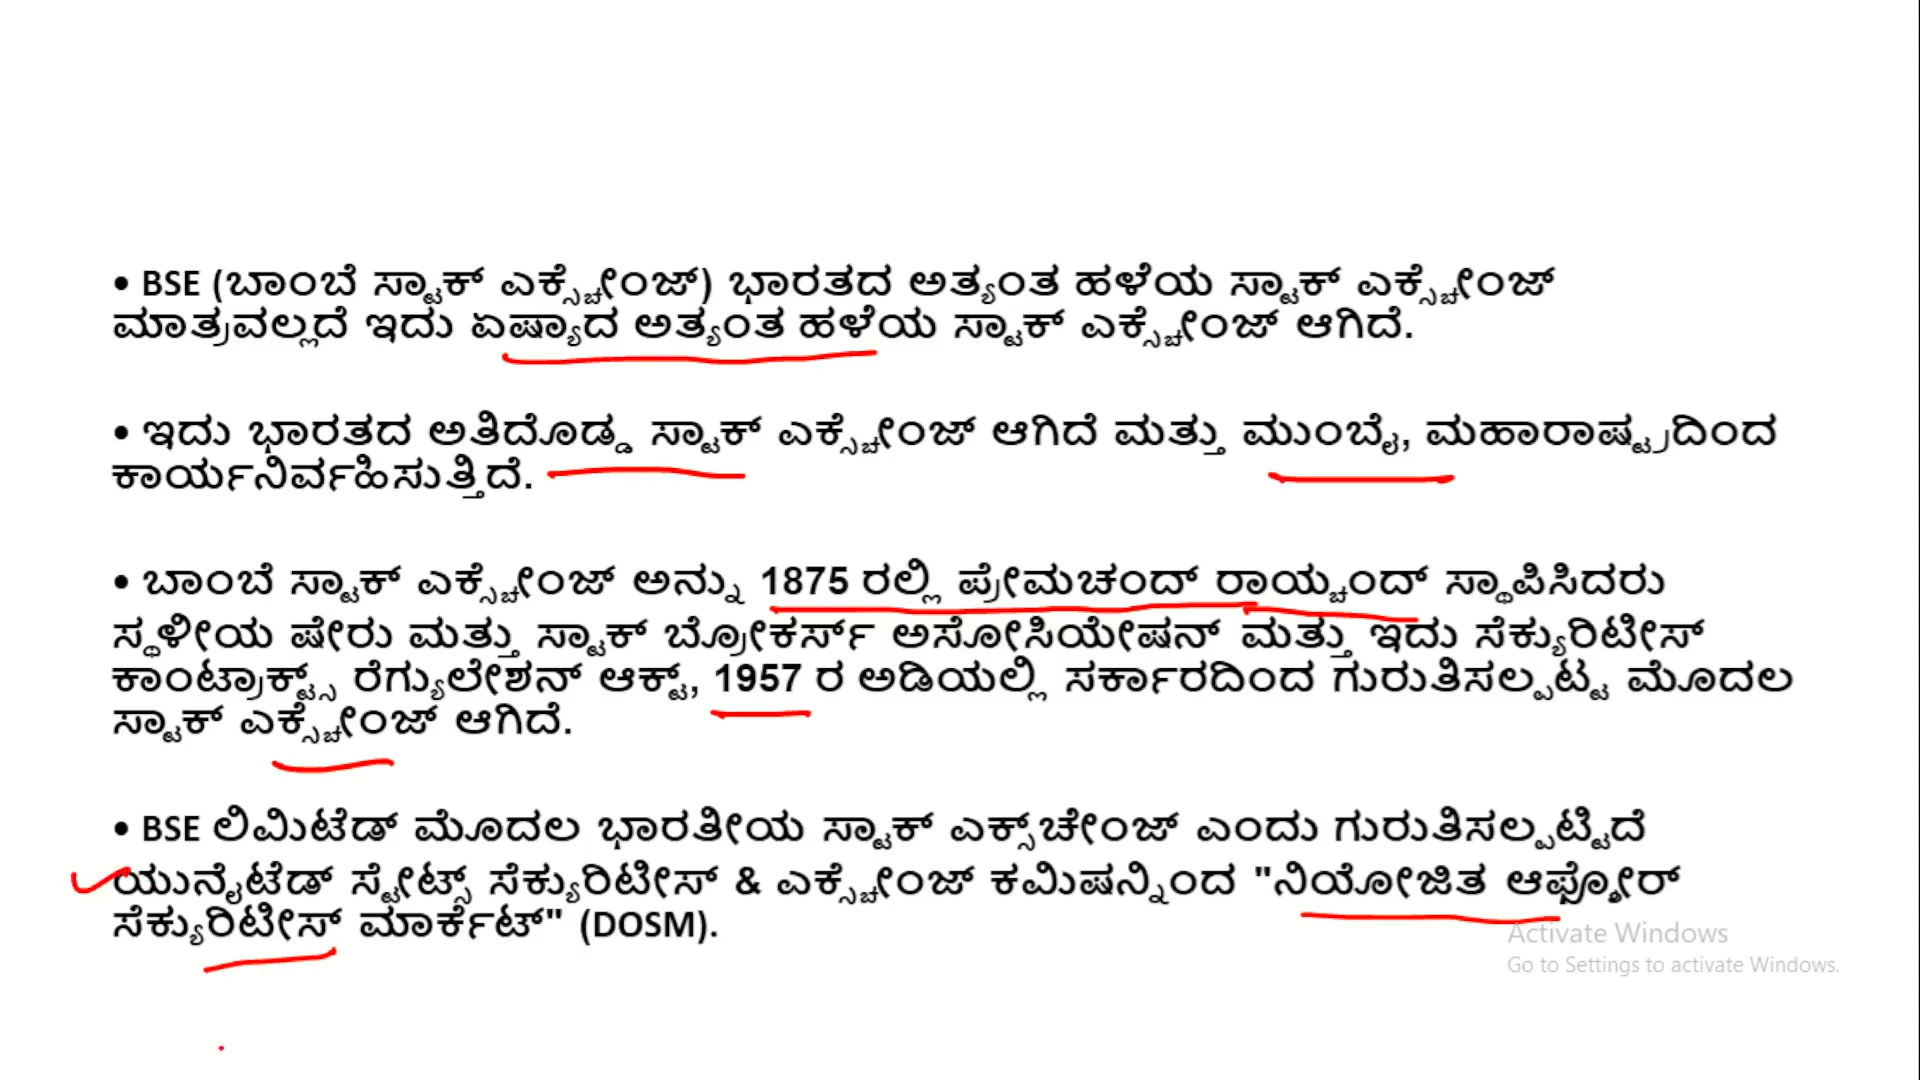 • BSE (ಬಾಂಬೆ ಸ್ಟಾಕ್ ಎಕ್ಸ್ಚೇಂಜ್) ಭಾರತದ ಅತ್ಯಂತ ಹಳೆಯ ಸ್ಟಾಕ್ ಎಕ್ಸ್ಚೇಂಜ್
ಮಾತ್ರವಲ್ಲದೆ ಇದು ಏಷ್ಯಾದ ಅತ್ಯಂತ ಹಳೆಯ ಸ್ಟಾಕ್ ಎಕ್ಸ್ಚೇಂಜ್ ಆಗಿದೆ.
• ಇದು ಭಾರತದ ಅತಿದೊಡ್ಡ ಸ್ಟಾಕ್ ಎಕ್ಸ್ಚೇಂಜ್ ಆಗಿದೆ ಮತ್ತು ಮುಂಬೈ, ಮಹಾರಾಷ್ಟ್ರದಿಂದ
ಕಾರ್ಯನಿರ್ವಹಿಸುತ್ತಿದೆ.
• ಬಾಂಬೆ ಸ್ಟಾಕ್ ಎಕ್ಸ್ಚೇಂಜ್ ಅನ್ನು 1875 ರಲ್ಲಿ ಪ್ರೇಮಚಂದ್ ರಾಯ್ಚಂದ್ ಸ್ಥಾಪಿಸಿದರು
ಸ್ಥಳೀಯ ಷೇರು ಮತ್ತು ಸ್ಟಾಕ್ ಬ್ರೋಕರ್ಸ್ ಅಸೋಸಿಯೇಷನ್ ಮತ್ತು ಇದು ಸೆಕ್ಯುರಿಟೀಸ್
ಕಾಂಟ್ರಾಕ್ಟ್ಸ್ ರೆಗ್ಯುಲೇಶನ್ ಆಕ್ಟ್, 1957 ರ ಅಡಿಯಲ್ಲಿ ಸರ್ಕಾರದಿಂದ ಗುರುತಿಸಲ್ಪಟ್ಟ ಮೊದಲ
ಸ್ಟಾಕ್ ಎಕ್ಸ್ಚೇಂಜ್ ಆಗಿದೆ.
• BSE ಲಿಮಿಟೆಡ್ ಮೊದಲ ಭಾರತೀಯ ಸ್ಟಾಕ್ ಎಕ್ಸ್‌ಚೇಂಜ್ ಎಂದು ಗುರುತಿಸಲ್ಪಟ್ಟಿದೆ
ಯುನೈಟೆಡ್ ಸ್ಟೇಟ್ಸ್ ಸೆಕ್ಯುರಿಟೀಸ್ & ಎಕ್ಸ್ಚೇಂಜ್ ಕಮಿಷನ್ನಿಂದ "ನಿಯೋಜಿತ ಆಫ್ಶೋರ್
ಸೆಕ್ಯುರಿಟೀಸ್ ಮಾರ್ಕೆಟ್" (DOSM).
Activate Windows
Go to Settings to activate Windows.